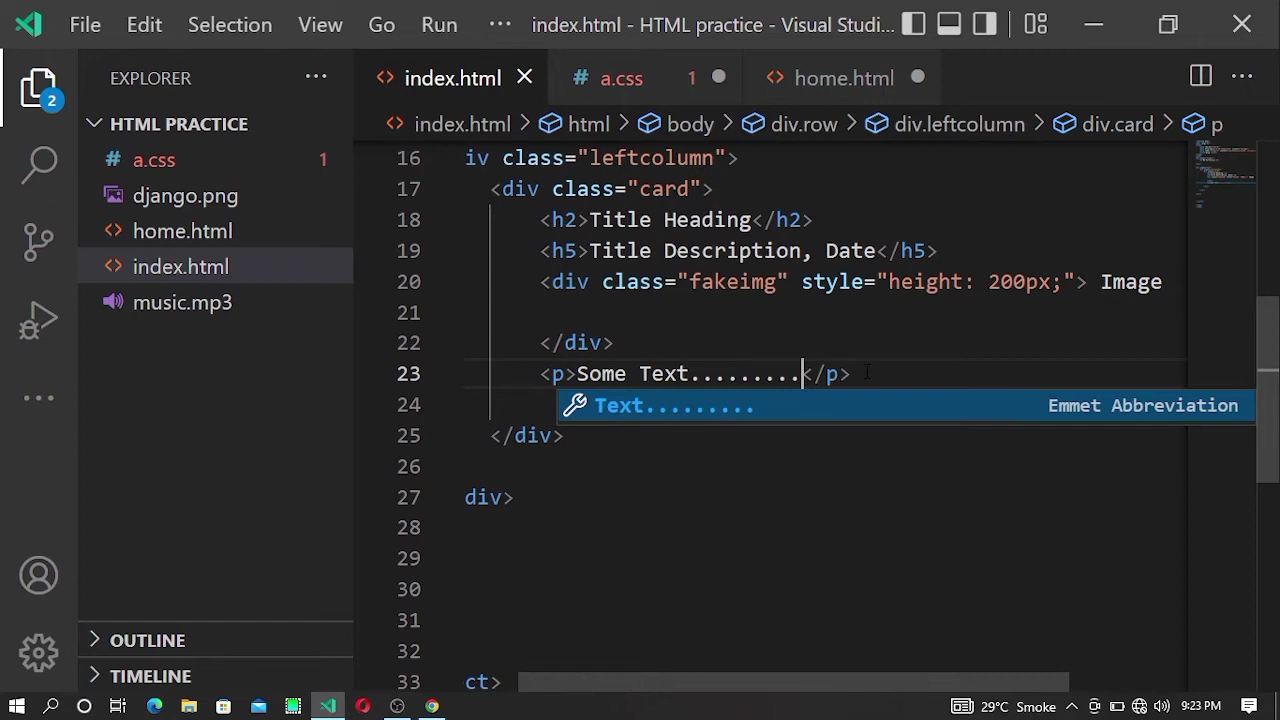 File Edit Selection View Go Run ··· index.html - HTML practice - Visual Studi...
EXPLORER ···
2
HTML PRACTICE
# a.css 1
django.png
<> home.html
<> index.html
music.mp3
OUTLINE
TIMELINE
<> index.html # a.css 1 <> home.html ···
<> index.html > html > body > div.row > div.leftcolumn > div.card > p
16 iv class="leftcolumn">
17 <div class="card">
18 <h2>Title Heading</h2>
19 <h5>Title Description, Date</h5>
20 <div class="fakeimg" style="height: 200px;"> Image
21
22 </div>
23 <p>Some Text.........</p>
Text......... Emmet Abbreviation
24
25 </div>
26
27 div>
28
29
30
31
32
33 ct>
29°C Smoke 9:23 PM